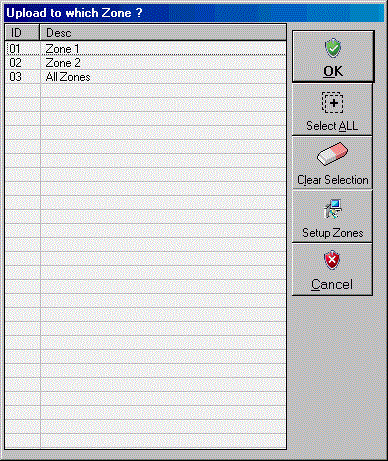 Upload to which Zone ?
ID Desc
01 Zone 1
02 Zone 2
03 All Zones
OK
Select ALL
Clear Selection
Setup Zones
Cancel